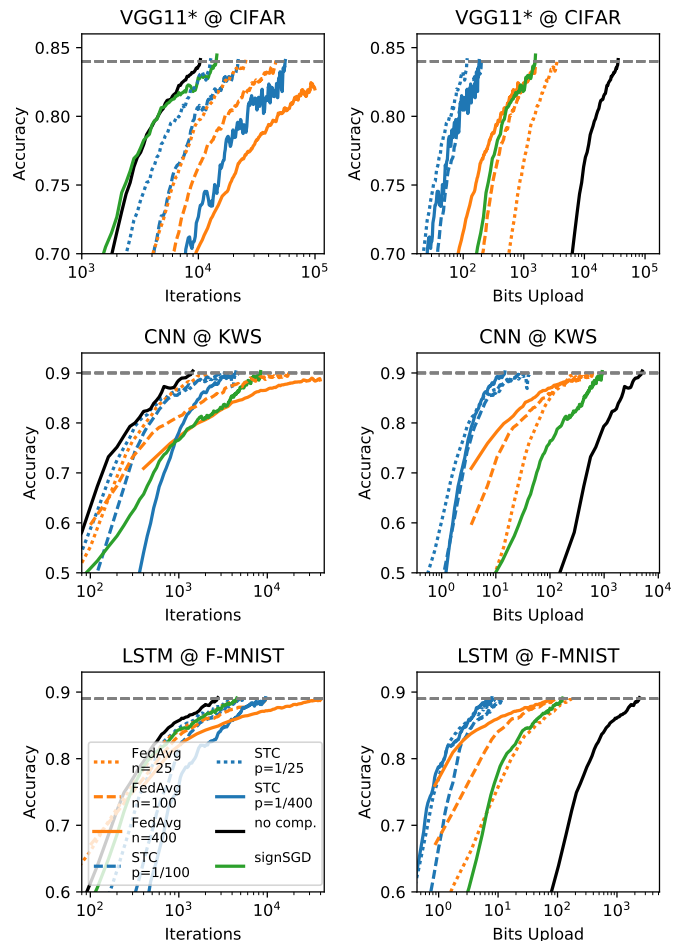 VGG11* @ CIFAR
VGG11* @ CIFAR
0.85
0.80
0.75
0.70
Accuracy
10³
10⁴
10⁵
Iterations
0.85
0.80
0.75
0.70
Accuracy
10²
10³
10⁴
10⁵
Bits Upload
CNN @ KWS
CNN @ KWS
0.9
0.8
0.7
0.6
0.5
Accuracy
10²
10³
10⁴
Iterations
0.9
0.8
0.7
0.6
0.5
Accuracy
10⁰
10¹
10²
10³
10⁴
Bits Upload
LSTM @ F-MNIST
LSTM @ F-MNIST
0.9
0.8
0.7
0.6
Accuracy
FedAvg
n= 25
FedAvg
n=100
FedAvg
n=400
STC
p=1/100
STC
p=1/25
STC
p=1/400
no comp.
signSGD
10²
10³
10⁴
Iterations
0.9
0.8
0.7
0.6
Accuracy
10⁰
10¹
10²
10³
Bits Upload